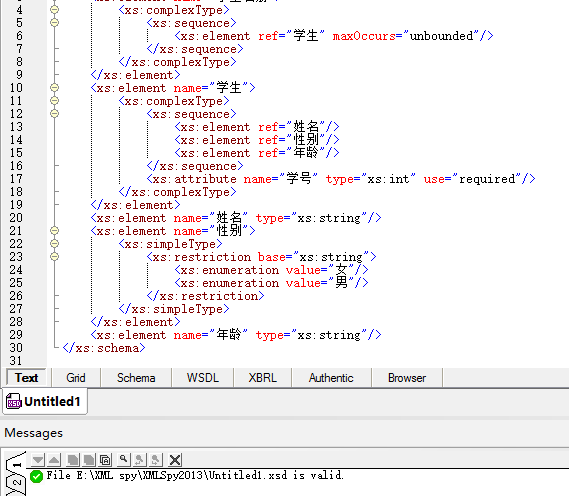 4 <xs:complexType>
5 <xs:sequence>
6 <xs:element ref="学生" maxOccurs="unbounded"/>
7 </xs:sequence>
8 </xs:complexType>
9 </xs:element>
10 <xs:element name="学生">
11 <xs:complexType>
12 <xs:sequence>
13 <xs:element ref="姓名"/>
14 <xs:element ref="性别"/>
15 <xs:element ref="年龄"/>
16 </xs:sequence>
17 <xs:attribute name="学号" type="xs:int" use="required"/>
18 </xs:complexType>
19 </xs:element>
20 <xs:element name="姓名" type="xs:string"/>
21 <xs:element name="性别">
22 <xs:simpleType>
23 <xs:restriction base="xs:string">
24 <xs:enumeration value="女"/>
25 <xs:enumeration value="男"/>
26 </xs:restriction>
27 </xs:simpleType>
28 </xs:element>
29 <xs:element name="年龄" type="xs:string"/>
30 </xs:schema>
31
Text Grid Schema WSDL XBRL Authentic Browser
XSD Untitled1
Messages
1
2
File E:\XML spy\XMLSpy2013\Untitled1.xsd is valid.